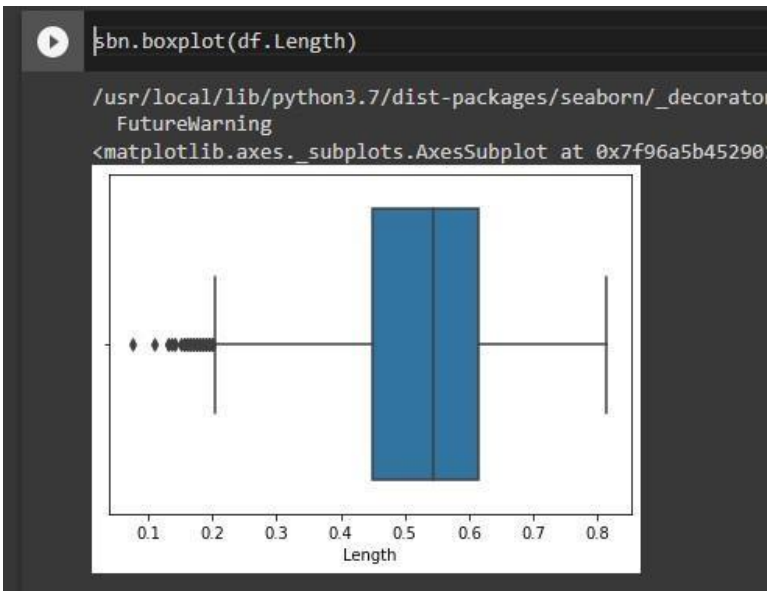 sbn.boxplot(df.Length)
/usr/local/lib/python3.7/dist-packages/seaborn/_decorator
FutureWarning
<matplotlib.axes._subplots.AxesSubplot at 0x7f96a5b45290>
0.1 0.2 0.3 0.4 0.5 0.6 0.7 0.8
Length